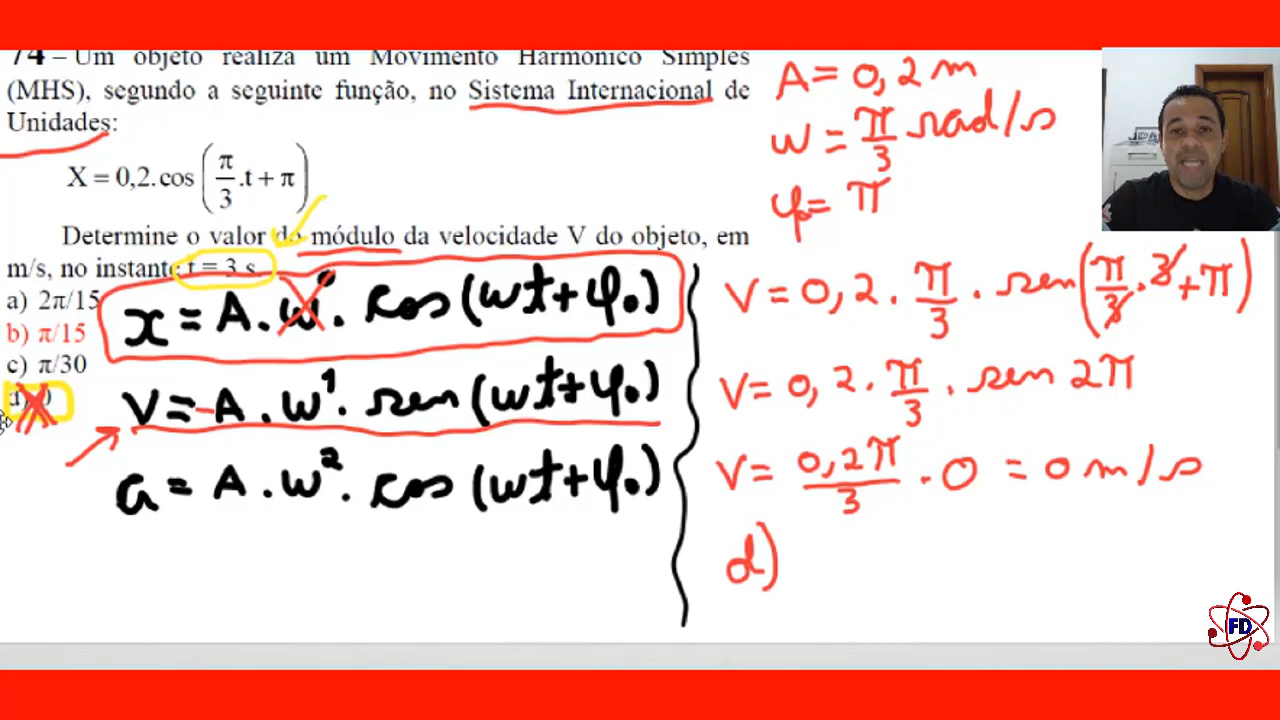 74 – Um objeto realiza um Movimento Harmônico Simples
(MHS), segundo a seguinte função, no Sistema Internacional de
Unidades:
X = 0,2.cos (π/3 .t + π)
Determine o valor do módulo da velocidade V do objeto, em
m/s, no instante t = 3 s.
a) 2π/15
b) π/15
c) π/30
d) 0
x = A . w⁰ . cos (wt + φ₀)
v = -A . w¹ . sen (wt + φ₀)
a = A . w² . cos (wt + φ₀)
A = 0,2 m
w = π/3 rad/s
φ₀ = π
V = 0,2 . π/3 . sen (π/3 . 3 + π)
V = 0,2 . π/3 . sen 2π
V = 0,2π/3 . 0 = 0 m/s
d)
FD